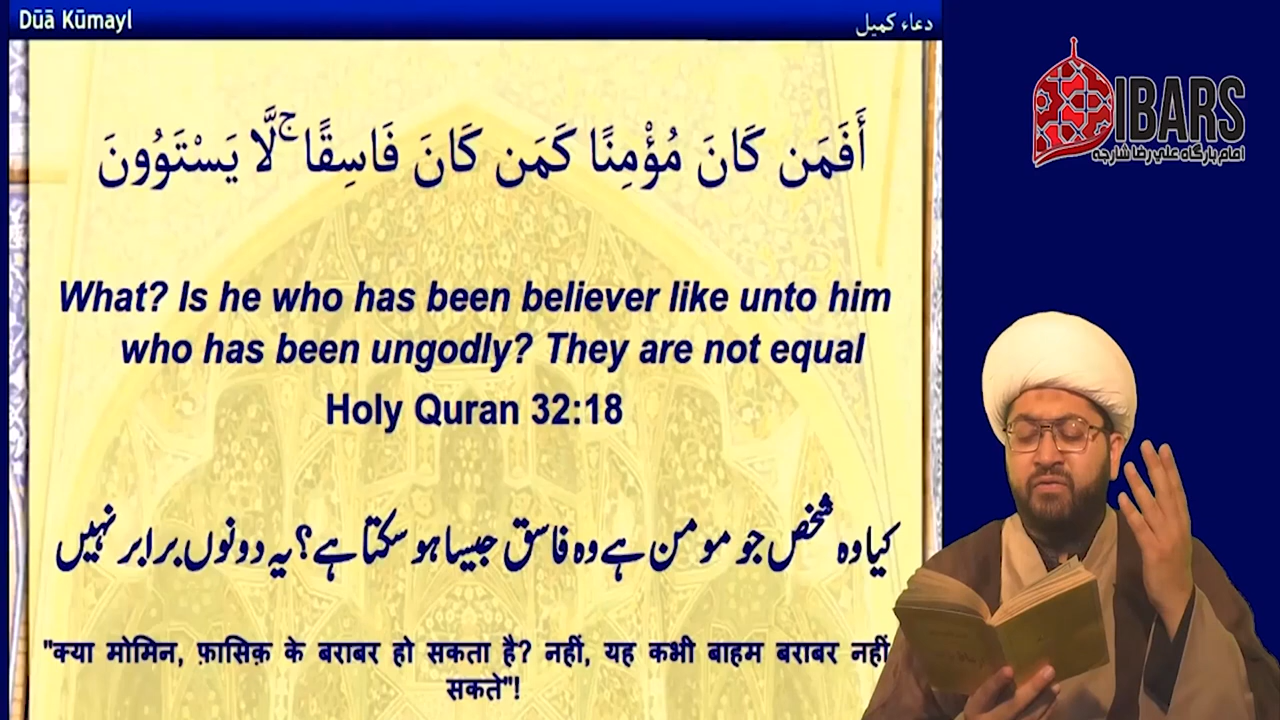 Dūā Kūmayl
دعاء كميل
IBARS
امام بارگاہ علي رضا شارجه
أَفَمَن كَانَ مُؤْمِنًا كَمَن كَانَ فَاسِقًا ۚ لَّا يَسْتَوُونَ
What? Is he who has been believer like unto him
who has been ungodly? They are not equal
Holy Quran 32:18
کیا وہ شخص جو مومن ہے وہ فاسق جیسا ہو سکتا ہے؟ یہ دونوں برابر نہیں
"क्या मोमिन, फ़ासिक़ के बराबर हो सकता है? नहीं, यह कभी बाहम बराबर नहीं
सकते"!